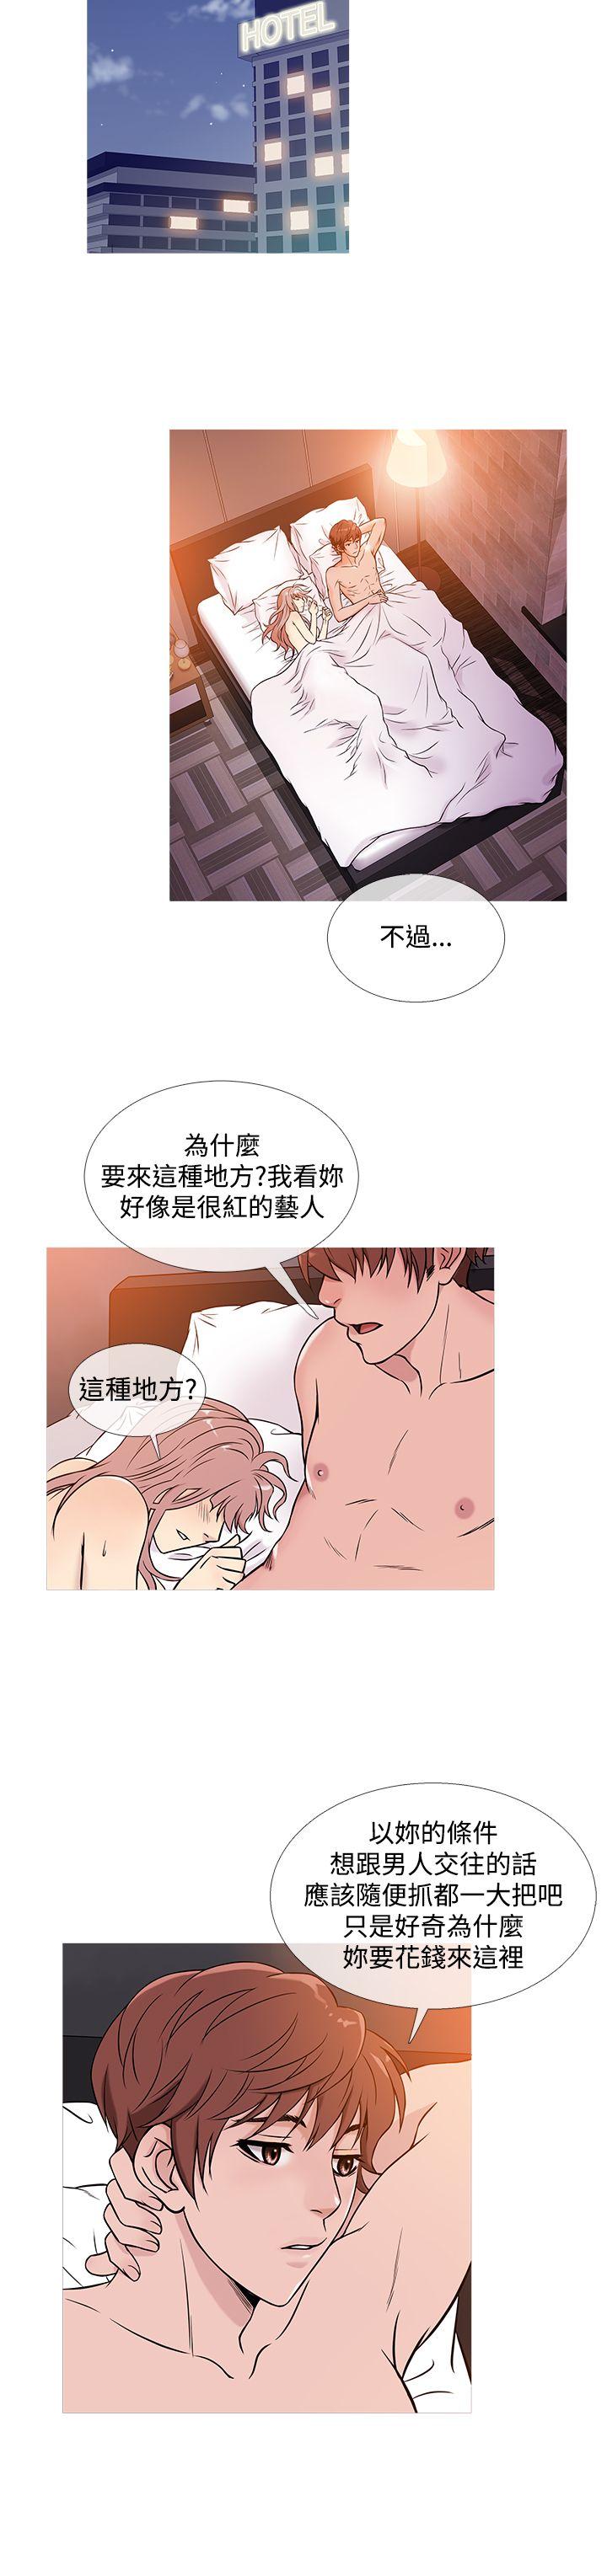 HOTEL
不過...
為什麼
要來這種地方?我看妳
好像是很紅的藝人
這種地方?
以妳的條件
想跟男人交往的話
應該隨便抓都一大把吧
只是好奇為什麼
妳要花錢來這裡